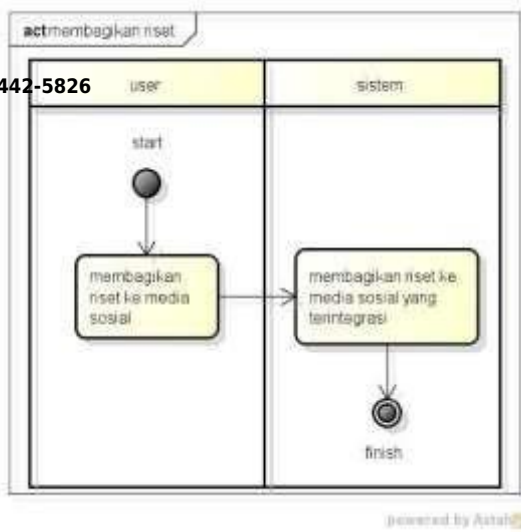 act membagikan riset
442-5826
user
sistem
start
membagikan
riset ke media
sosial
membagikan riset ke
media sosial yang
terintegrasi
finish
powered by Astah